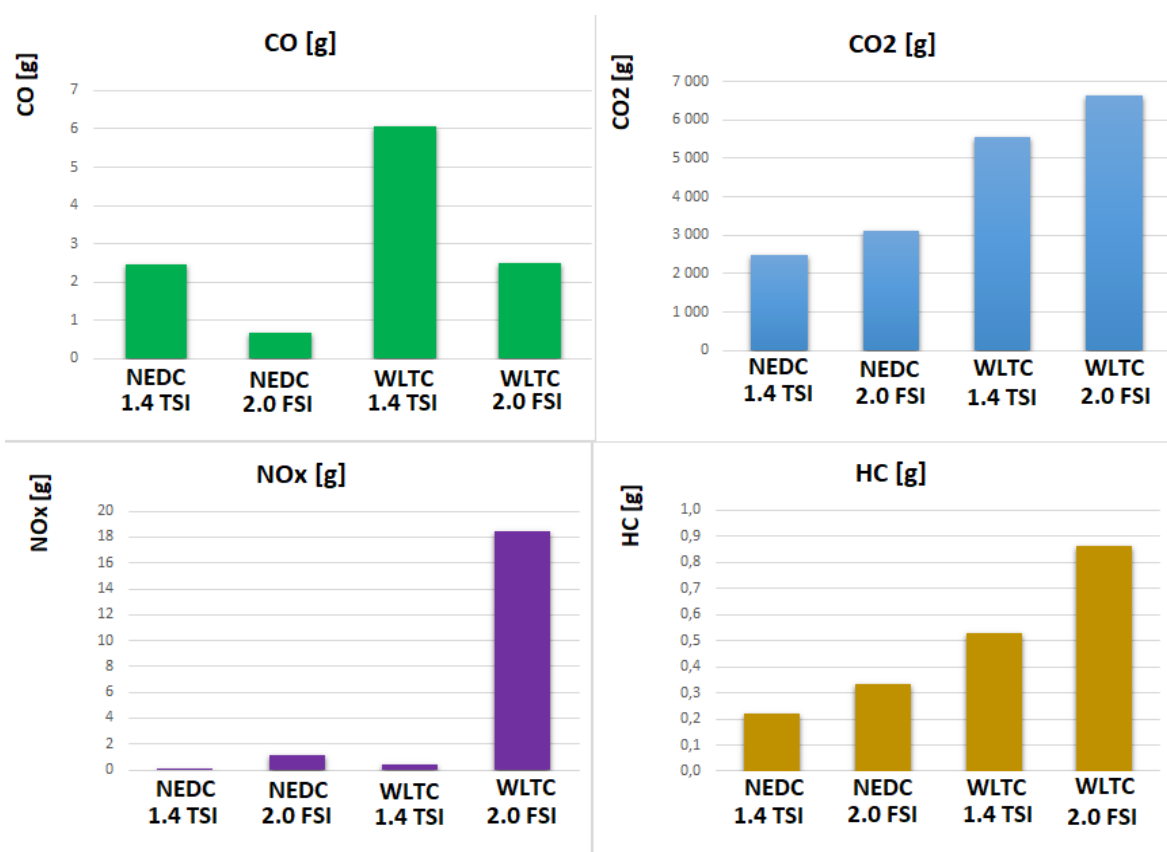 CO [g]
CO [g]
7
6
5
4
3
2
1
0
NEDC
1.4 TSI
NEDC
2.0 FSI
WLTC
1.4 TSI
WLTC
2.0 FSI
CO2 [g]
CO2 [g]
7 000
6 000
5 000
4 000
3 000
2 000
1 000
0
NEDC
1.4 TSI
NEDC
2.0 FSI
WLTC
1.4 TSI
WLTC
2.0 FSI
NOx [g]
NOx [g]
20
18
16
14
12
10
8
6
4
2
0
NEDC
1.4 TSI
NEDC
2.0 FSI
WLTC
1.4 TSI
WLTC
2.0 FSI
HC [g]
HC [g]
1,0
0,9
0,8
0,7
0,6
0,5
0,4
0,3
0,2
0,1
0,0
NEDC
1.4 TSI
NEDC
2.0 FSI
WLTC
1.4 TSI
WLTC
2.0 FSI